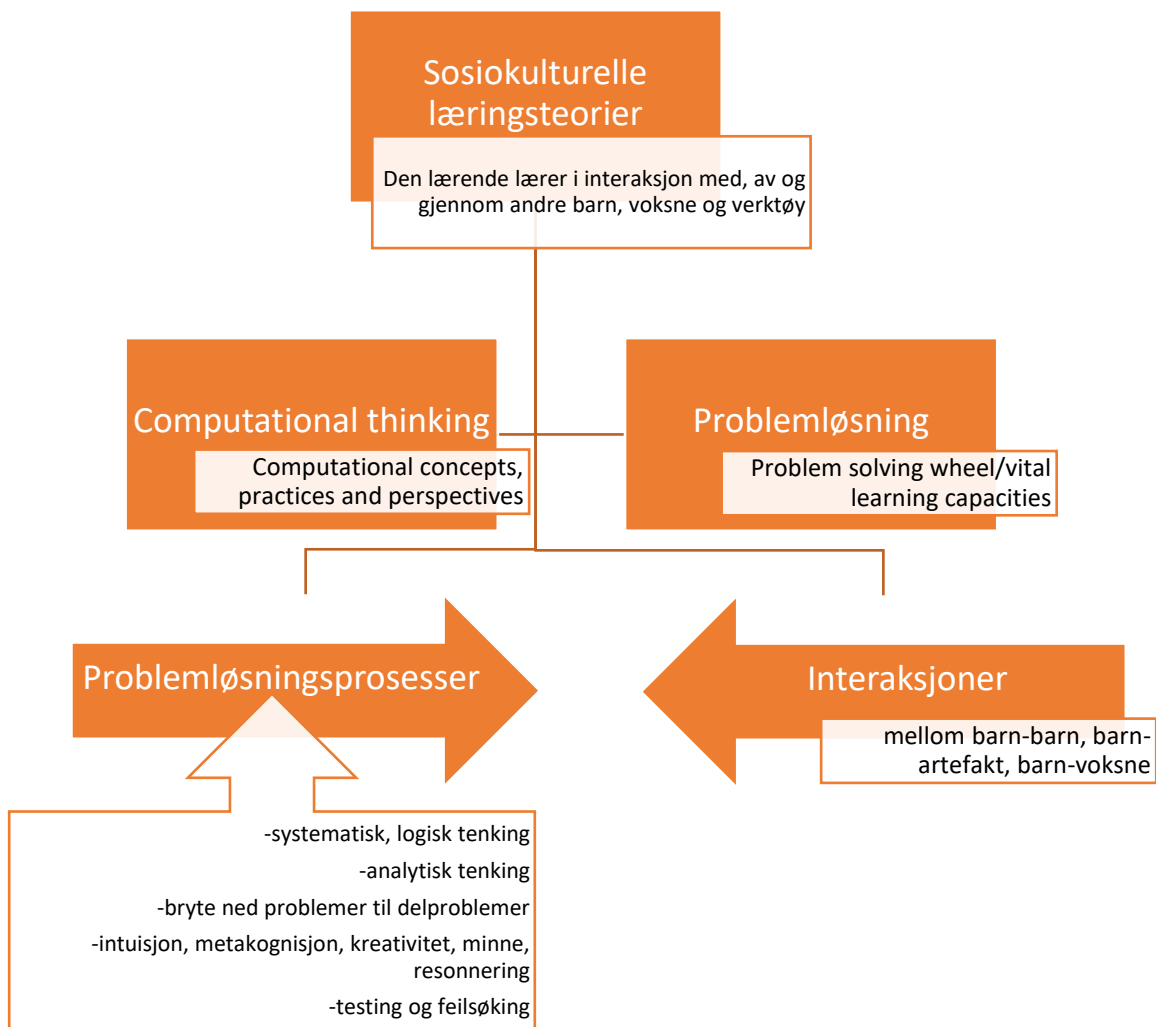 Sosiokulturelle
læringsteorier
Den lærende lærer i interaksjon med, av og
gjennom andre barn, voksne og verktøy
Computational thinking
Computational concepts,
practices and perspectives
Problemløsning
Problem solving wheel/vital
learning capacities
Problemløsningsprosesser
-systematisk, logisk tenking
-analytisk tenking
-bryte ned problemer til delproblemer
-intuisjon, metakognisjon, kreativitet, minne,
resonnering
-testing og feilsøking
Interaksjoner
mellom barn-barn, barn-
artefakt, barn-voksne